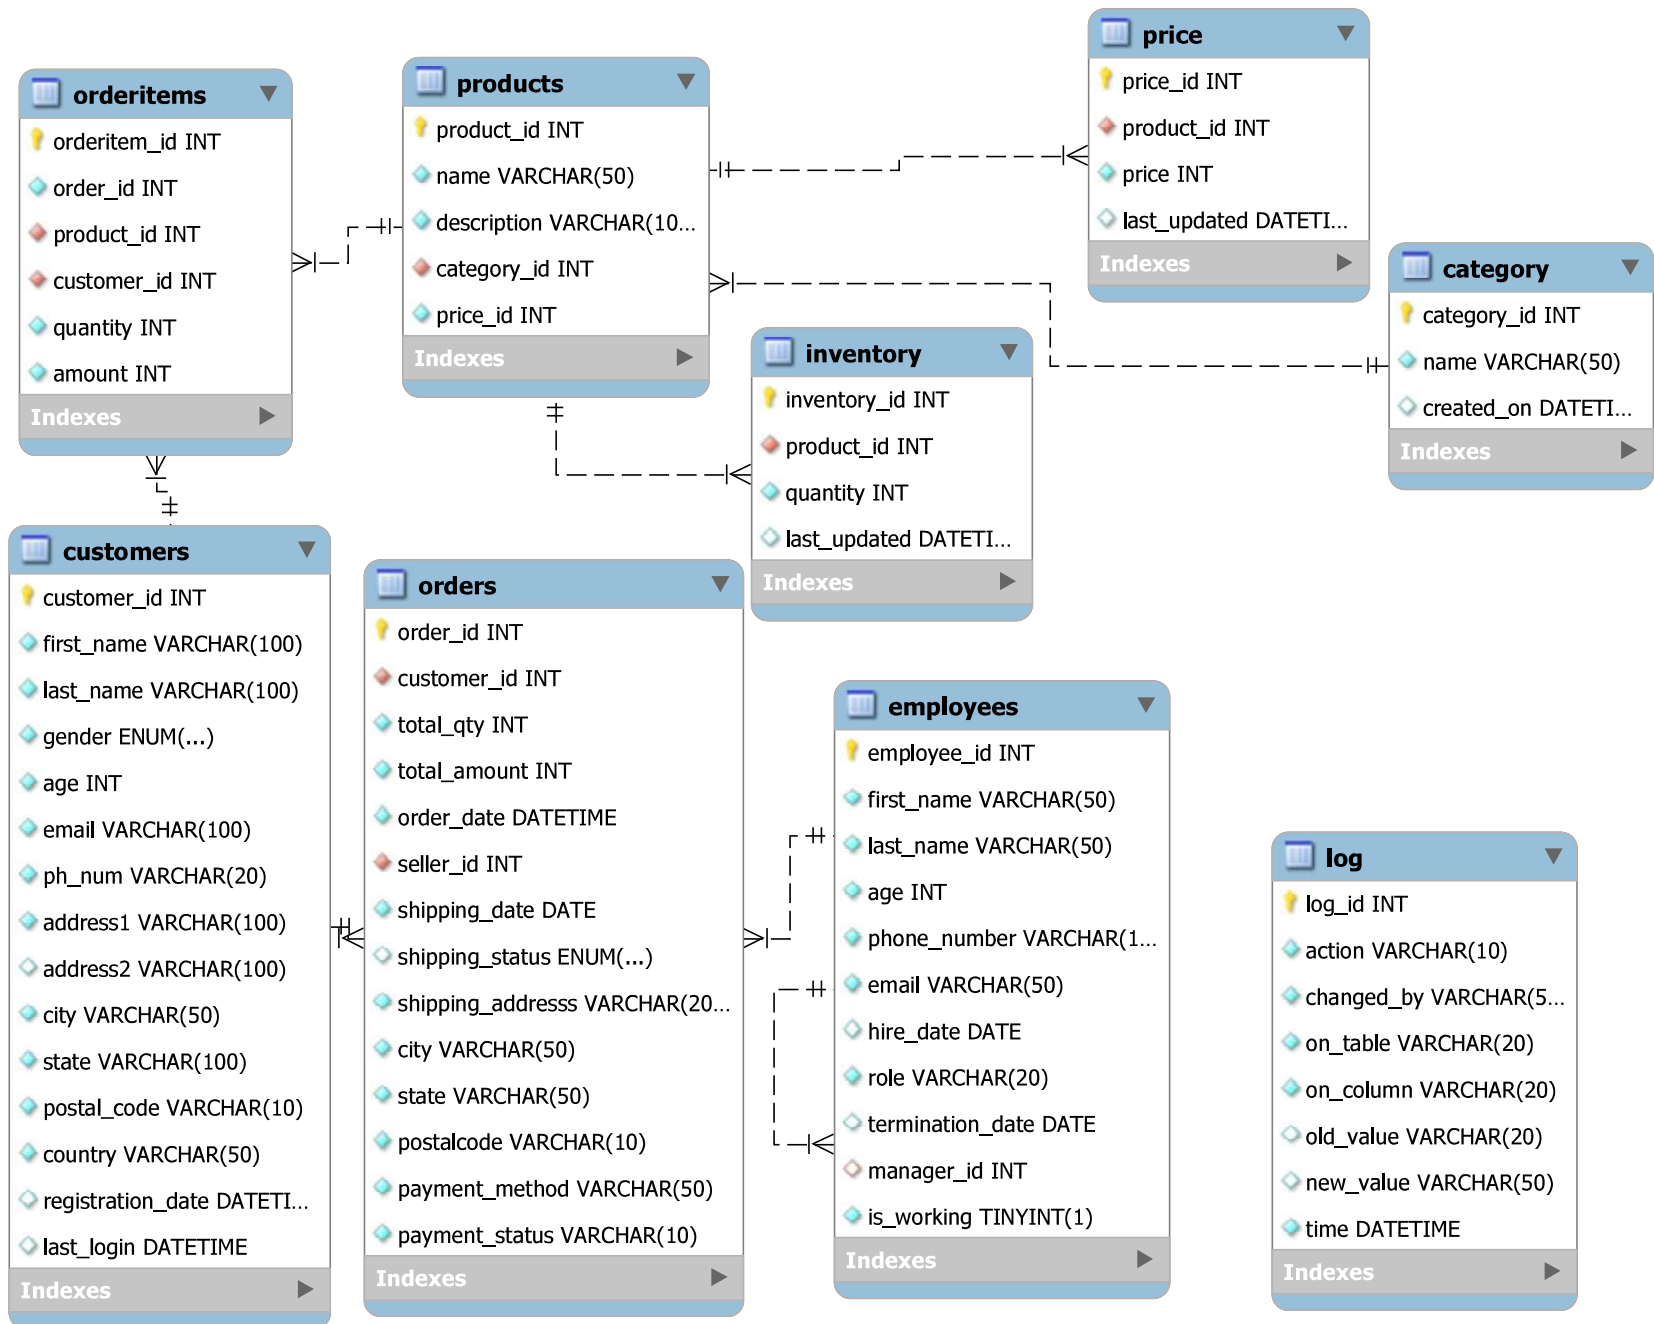 orderitems
orderitem_id INT
order_id INT
product_id INT
customer_id INT
quantity INT
amount INT
Indexes
products
product_id INT
name VARCHAR(50)
description VARCHAR(10...
category_id INT
price_id INT
Indexes
price
price_id INT
product_id INT
price INT
last_updated DATETI...
Indexes
category
category_id INT
name VARCHAR(50)
created_on DATETI...
Indexes
inventory
inventory_id INT
product_id INT
quantity INT
last_updated DATETI...
Indexes
customers
customer_id INT
first_name VARCHAR(100)
last_name VARCHAR(100)
gender ENUM(...)
age INT
email VARCHAR(100)
ph_num VARCHAR(20)
address1 VARCHAR(100)
address2 VARCHAR(100)
city VARCHAR(50)
state VARCHAR(100)
postal_code VARCHAR(10)
country VARCHAR(50)
registration_date DATETI...
last_login DATETIME
Indexes
orders
order_id INT
customer_id INT
total_qty INT
total_amount INT
order_date DATETIME
seller_id INT
shipping_date DATE
shipping_status ENUM(...)
shipping_addresss VARCHAR(20...
city VARCHAR(50)
state VARCHAR(50)
postalcode VARCHAR(10)
payment_method VARCHAR(50)
payment_status VARCHAR(10)
Indexes
employees
employee_id INT
first_name VARCHAR(50)
last_name VARCHAR(50)
age INT
phone_number VARCHAR(1...
email VARCHAR(50)
hire_date DATE
role VARCHAR(20)
termination_date DATE
manager_id INT
is_working TINYINT(1)
Indexes
log
log_id INT
action VARCHAR(10)
changed_by VARCHAR(5...
on_table VARCHAR(20)
on_column VARCHAR(20)
old_value VARCHAR(20)
new_value VARCHAR(50)
time DATETIME
Indexes